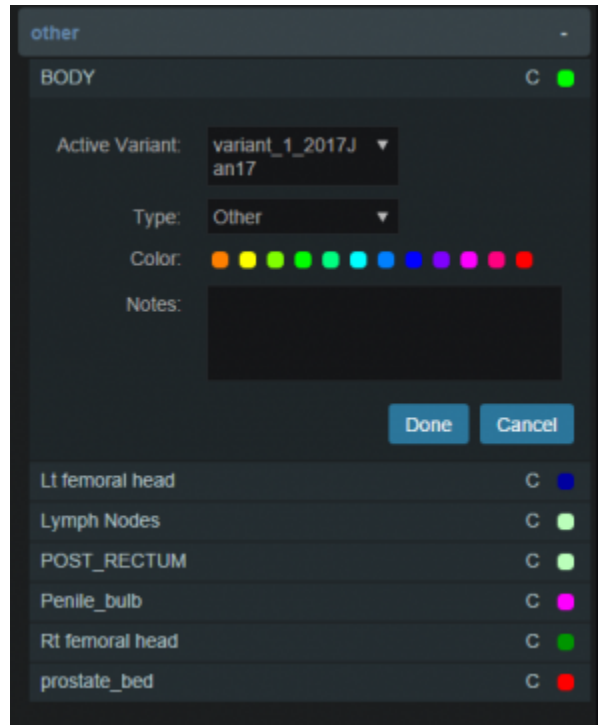 other -
BODY C
Active Variant: variant_1_2017J
an17
Type: Other
Color:
Notes:
Done Cancel
Lt femoral head C
Lymph Nodes C
POST_RECTUM C
Penile_bulb C
Rt femoral head C
prostate_bed C